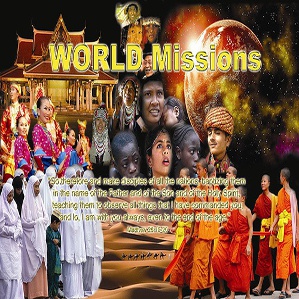 WORLD Missions
"Go therefore and make disciples of all the nations, baptizing them
in the name of the Father and of the Son and of the Holy Spirit,
teaching them to observe all things that I have commanded you;
and lo, I am with you always, even to the end of the age."